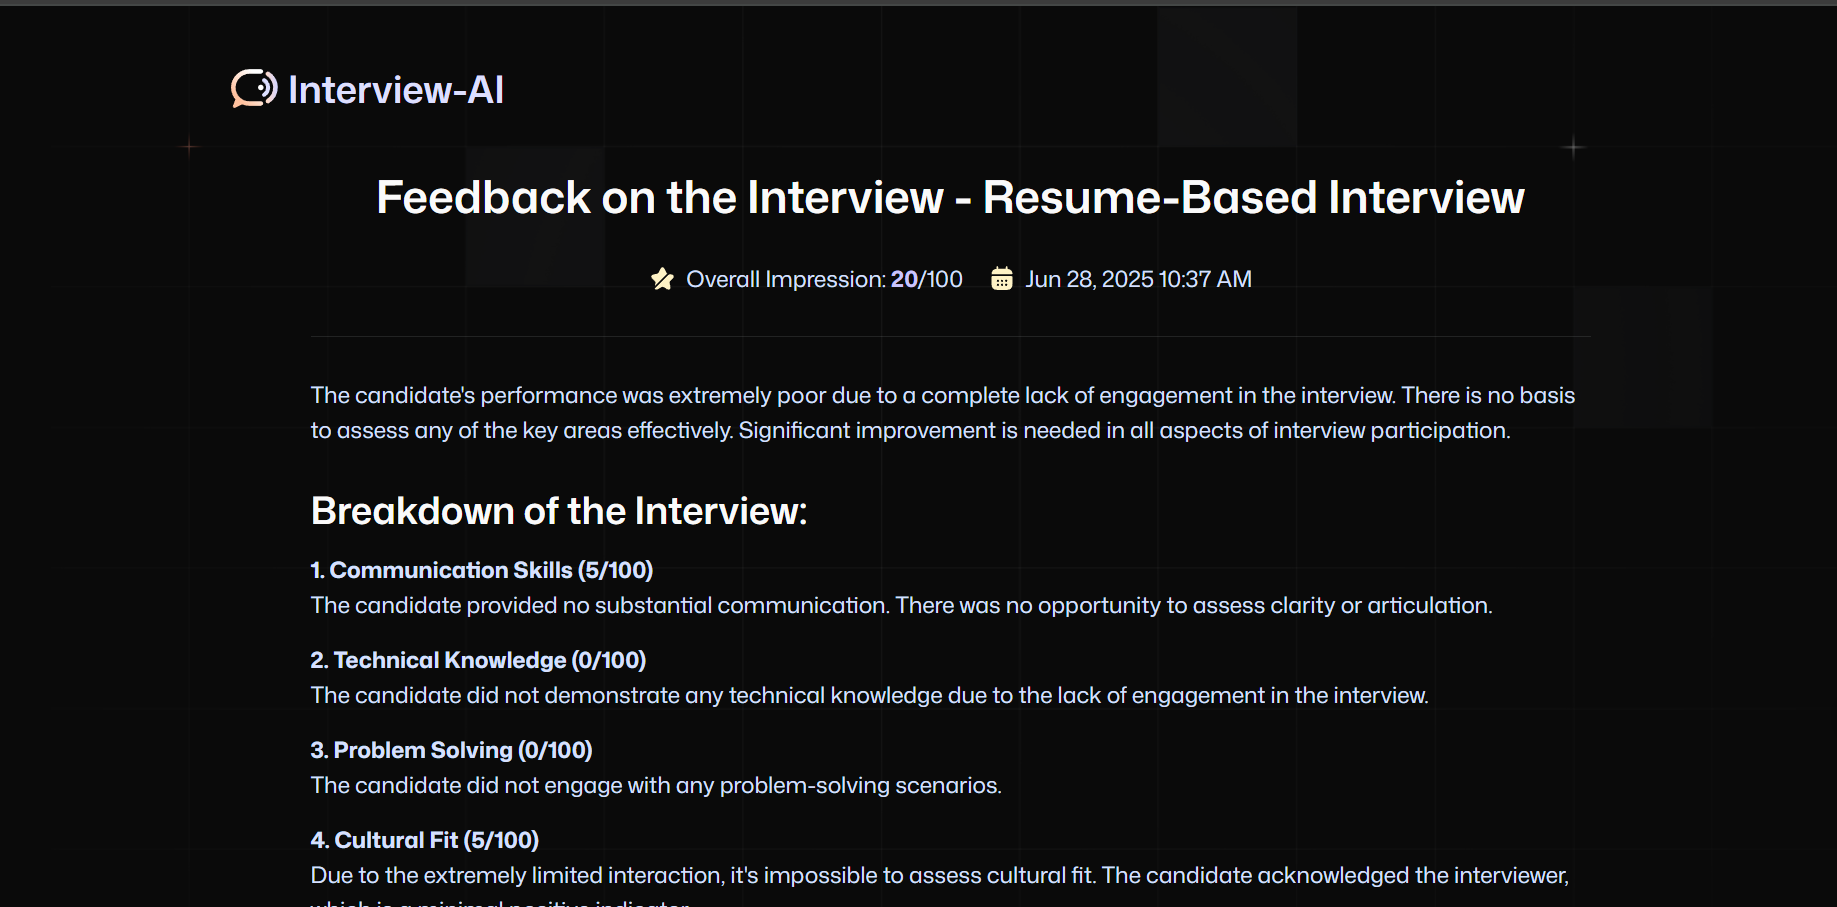 Interview-AI
Feedback on the Interview - Resume-Based Interview
Overall Impression: 20/100 Jun 28, 2025 10:37 AM
The candidate's performance was extremely poor due to a complete lack of engagement in the interview. There is no basis
to assess any of the key areas effectively. Significant improvement is needed in all aspects of interview participation.
Breakdown of the Interview:
1. Communication Skills (5/100)
The candidate provided no substantial communication. There was no opportunity to assess clarity or articulation.
2. Technical Knowledge (0/100)
The candidate did not demonstrate any technical knowledge due to the lack of engagement in the interview.
3. Problem Solving (0/100)
The candidate did not engage with any problem-solving scenarios.
4. Cultural Fit (5/100)
Due to the extremely limited interaction, it's impossible to assess cultural fit. The candidate acknowledged the interviewer,
which is a minimal positive indicator.